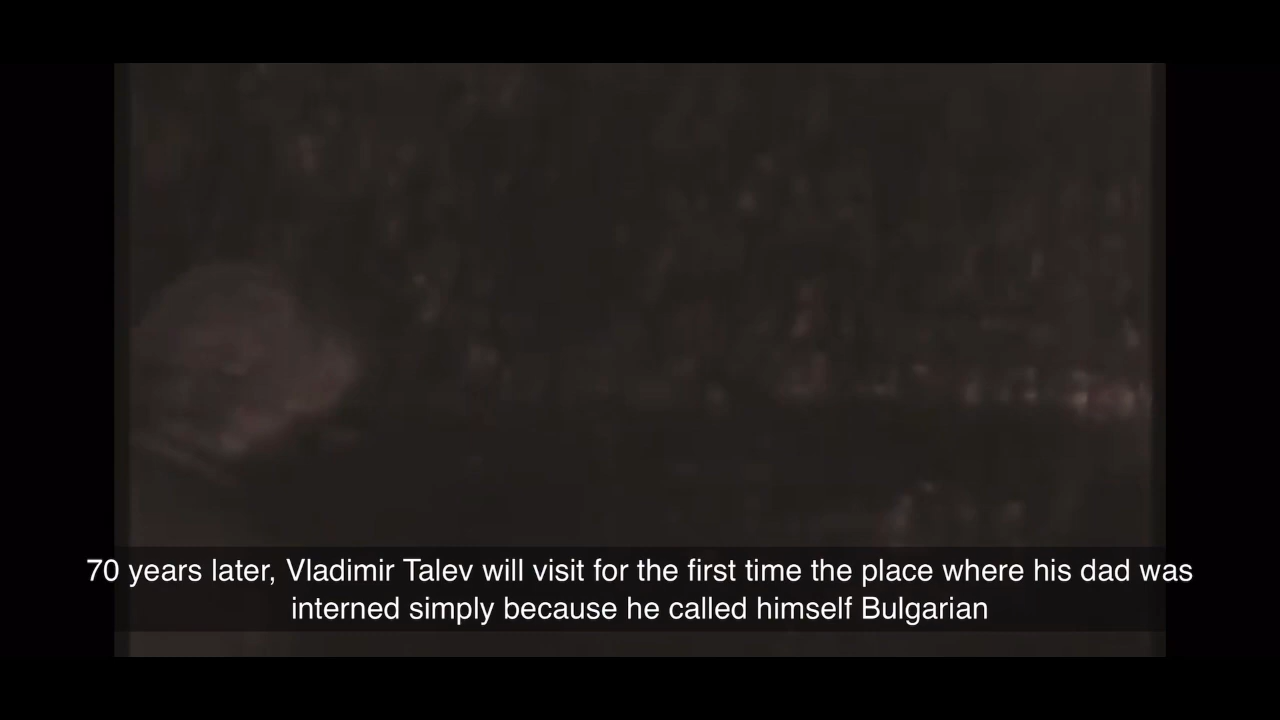 70 years later, Vladimir Talev will visit for the first time the place where his dad was
interned simply because he called himself Bulgarian